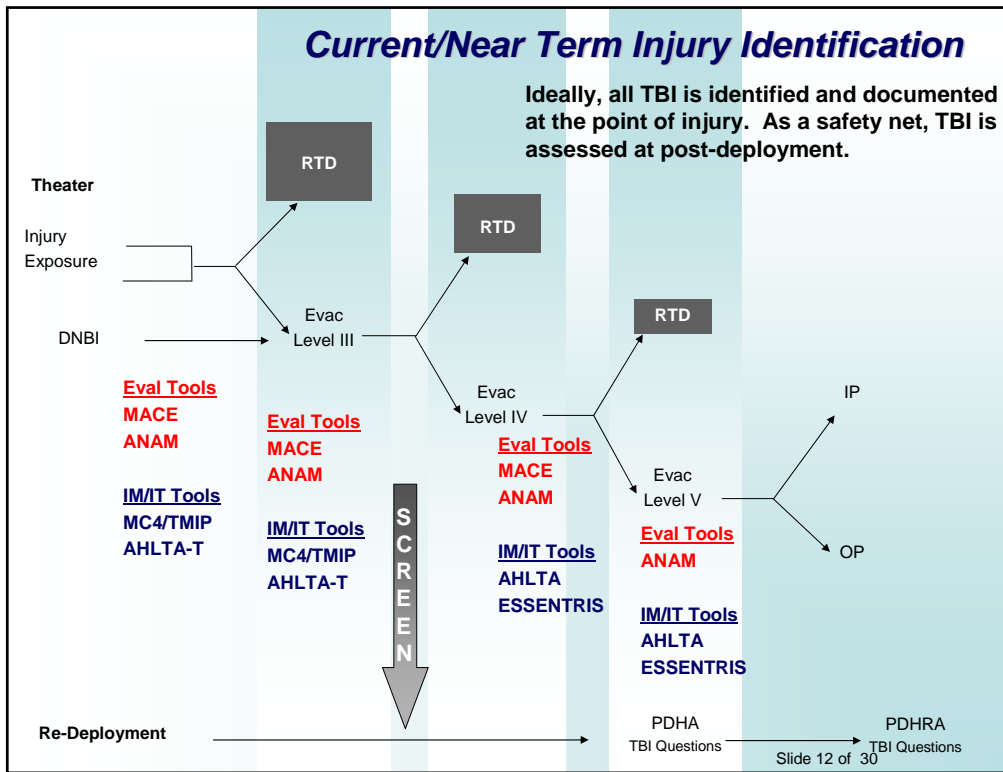 Current/Near Term Injury Identification
Ideally, all TBI is identified and documented
at the point of injury.  As a safety net, TBI is
assessed at post-deployment.
RTD
Theater
RTD
Injury
Exposure
RTD
Evac
Level III
DNBI
Evac
Level IV
IP
Eval Tools
MACE
ANAM
Eval Tools
MACE
ANAM
Eval Tools
MACE
ANAM
Evac
Level V
Eval Tools
ANAM
OP
IM/IT Tools
MC4/TMIP
AHLTA-T
IM/IT Tools
MC4/TMIP
AHLTA-T
SCREEN
IM/IT Tools
AHLTA
ESSENTRIS
IM/IT Tools
AHLTA
ESSENTRIS
Re-Deployment
PDHA
TBI Questions
PDHRA
TBI Questions
Slide 12 of 30